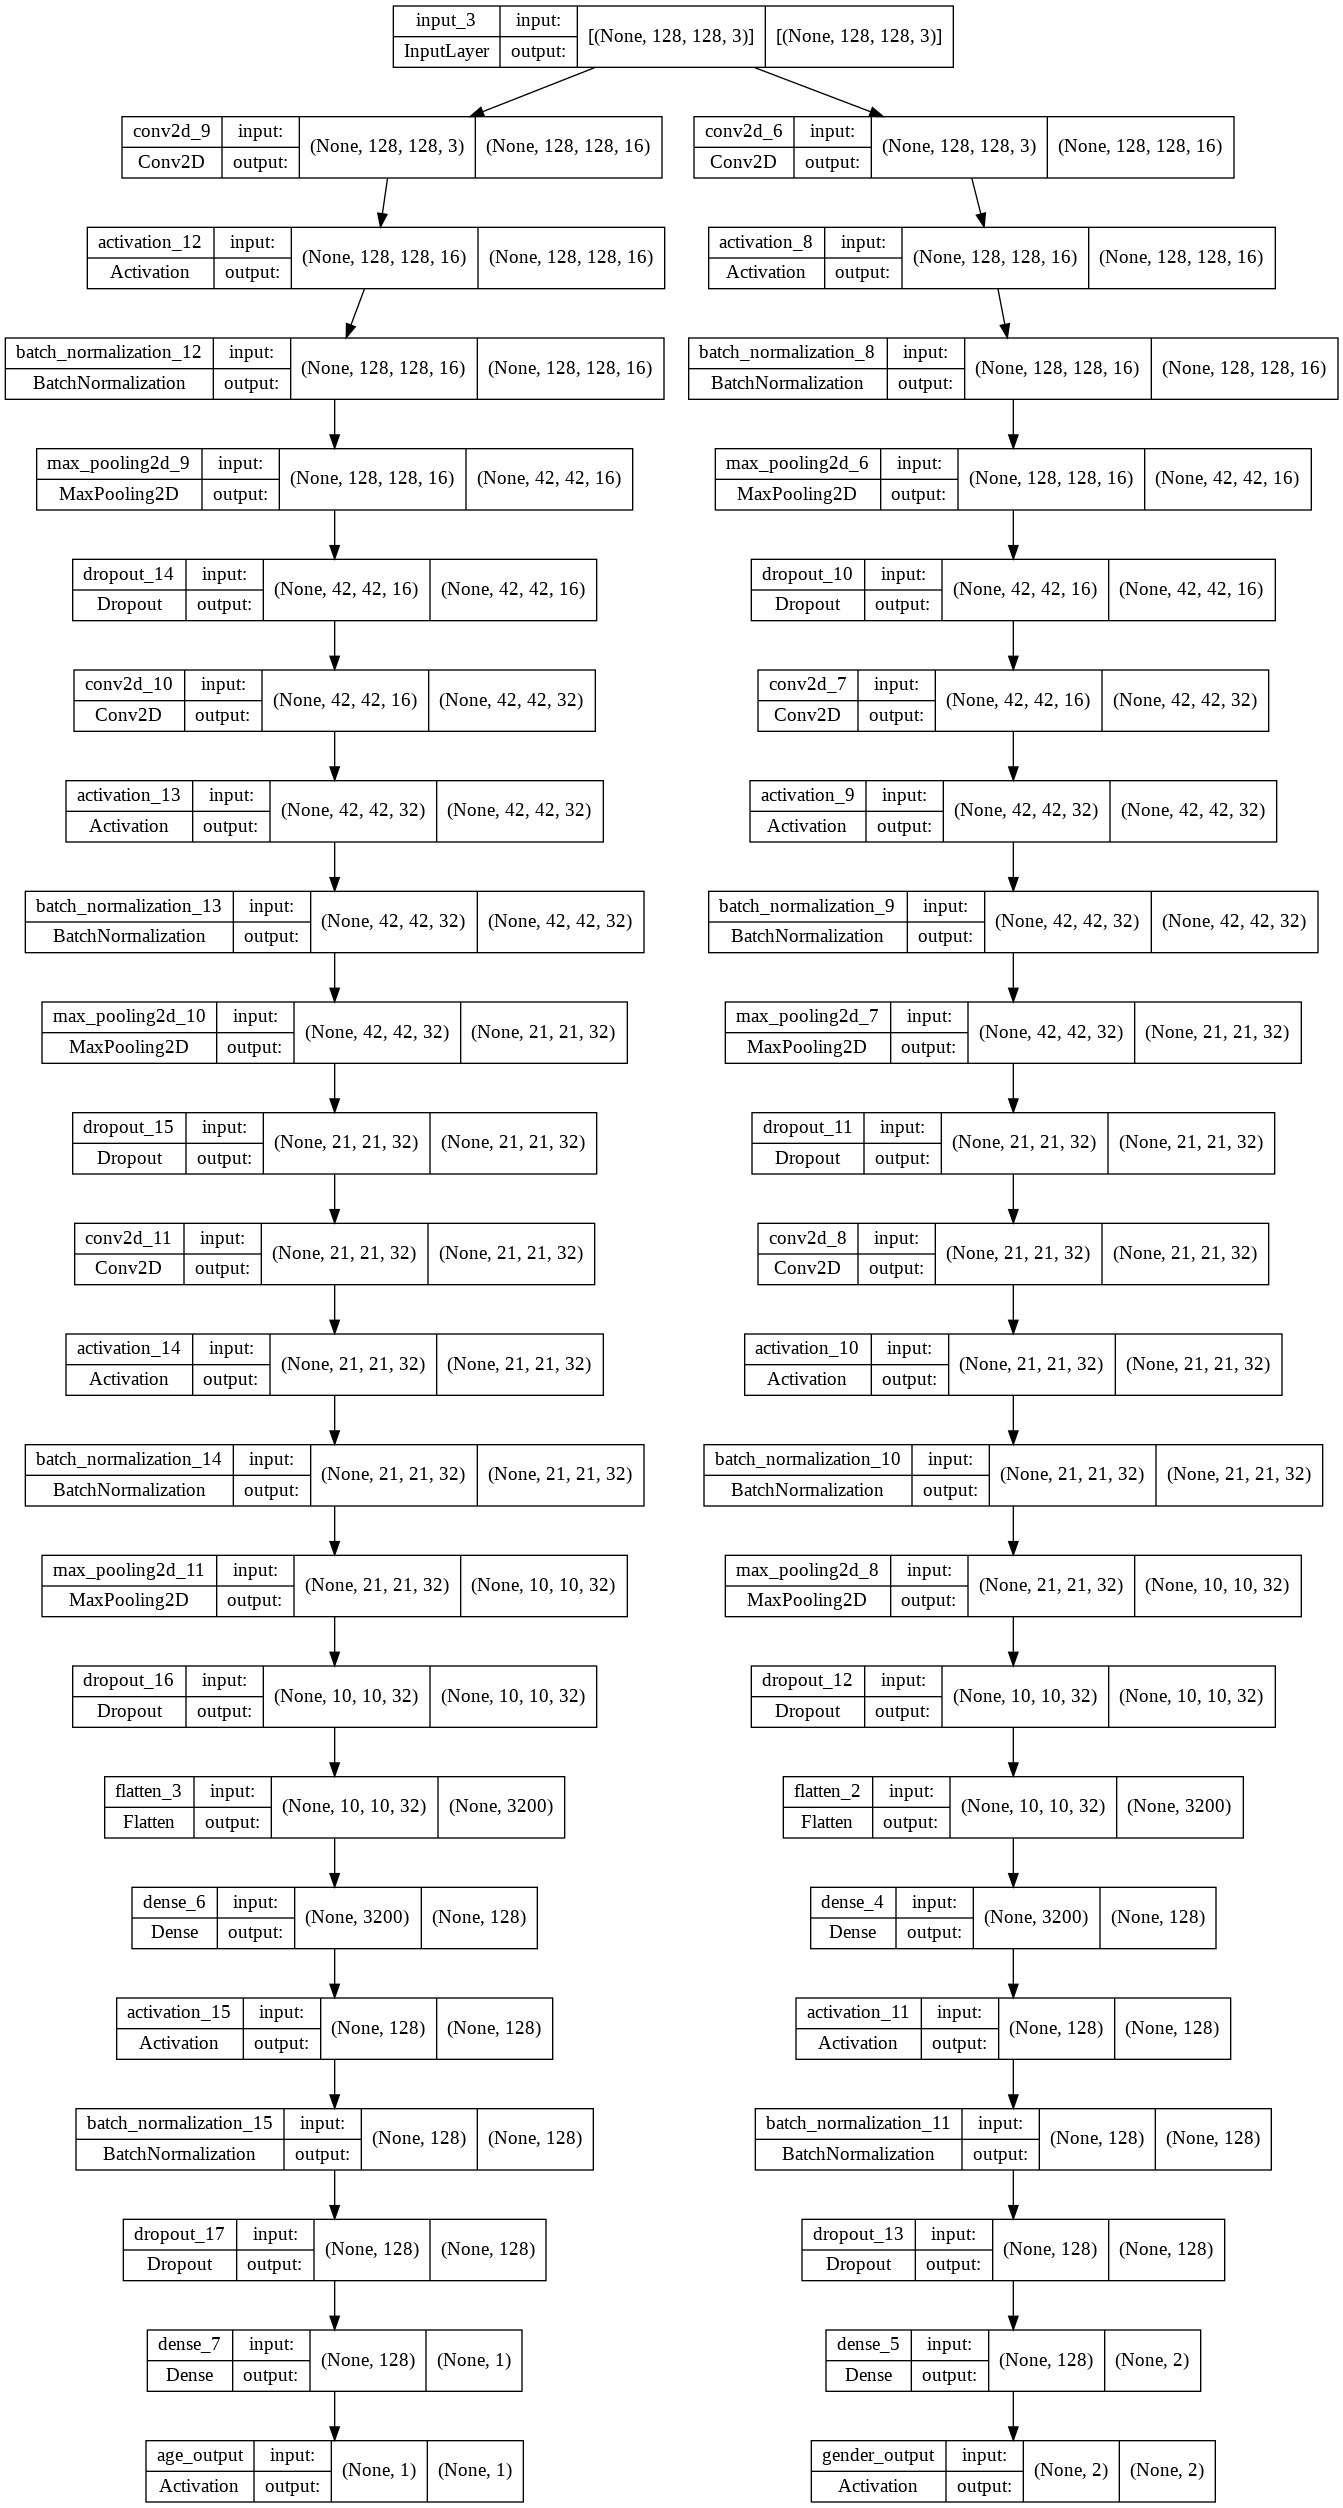 input_3 input: [(None, 128, 128, 3)] [(None, 128, 128, 3)]
InputLayer output:
conv2d_9 input: (None, 128, 128, 3) (None, 128, 128, 16)
Conv2D output:
conv2d_6 input: (None, 128, 128, 3) (None, 128, 128, 16)
Conv2D output:
activation_12 input: (None, 128, 128, 16) (None, 128, 128, 16)
Activation output:
activation_8 input: (None, 128, 128, 16) (None, 128, 128, 16)
Activation output:
batch_normalization_12 input: (None, 128, 128, 16) (None, 128, 128, 16)
BatchNormalization output:
batch_normalization_8 input: (None, 128, 128, 16) (None, 128, 128, 16)
BatchNormalization output:
max_pooling2d_9 input: (None, 128, 128, 16) (None, 42, 42, 16)
MaxPooling2D output:
max_pooling2d_6 input: (None, 128, 128, 16) (None, 42, 42, 16)
MaxPooling2D output:
dropout_14 input: (None, 42, 42, 16) (None, 42, 42, 16)
Dropout output:
dropout_10 input: (None, 42, 42, 16) (None, 42, 42, 16)
Dropout output:
conv2d_10 input: (None, 42, 42, 16) (None, 42, 42, 32)
Conv2D output:
conv2d_7 input: (None, 42, 42, 16) (None, 42, 42, 32)
Conv2D output:
activation_13 input: (None, 42, 42, 32) (None, 42, 42, 32)
Activation output:
activation_9 input: (None, 42, 42, 32) (None, 42, 42, 32)
Activation output:
batch_normalization_13 input: (None, 42, 42, 32) (None, 42, 42, 32)
BatchNormalization output:
batch_normalization_9 input: (None, 42, 42, 32) (None, 42, 42, 32)
BatchNormalization output:
max_pooling2d_10 input: (None, 42, 42, 32) (None, 21, 21, 32)
MaxPooling2D output:
max_pooling2d_7 input: (None, 42, 42, 32) (None, 21, 21, 32)
MaxPooling2D output:
dropout_15 input: (None, 21, 21, 32) (None, 21, 21, 32)
Dropout output:
dropout_11 input: (None, 21, 21, 32) (None, 21, 21, 32)
Dropout output:
conv2d_11 input: (None, 21, 21, 32) (None, 21, 21, 32)
Conv2D output:
conv2d_8 input: (None, 21, 21, 32) (None, 21, 21, 32)
Conv2D output:
activation_14 input: (None, 21, 21, 32) (None, 21, 21, 32)
Activation output:
activation_10 input: (None, 21, 21, 32) (None, 21, 21, 32)
Activation output:
batch_normalization_14 input: (None, 21, 21, 32) (None, 21, 21, 32)
BatchNormalization output:
batch_normalization_10 input: (None, 21, 21, 32) (None, 21, 21, 32)
BatchNormalization output:
max_pooling2d_11 input: (None, 21, 21, 32) (None, 10, 10, 32)
MaxPooling2D output:
max_pooling2d_8 input: (None, 21, 21, 32) (None, 10, 10, 32)
MaxPooling2D output:
dropout_16 input: (None, 10, 10, 32) (None, 10, 10, 32)
Dropout output:
dropout_12 input: (None, 10, 10, 32) (None, 10, 10, 32)
Dropout output:
flatten_3 input: (None, 10, 10, 32) (None, 3200)
Flatten output:
flatten_2 input: (None, 10, 10, 32) (None, 3200)
Flatten output:
dense_6 input: (None, 3200) (None, 128)
Dense output:
dense_4 input: (None, 3200) (None, 128)
Dense output:
activation_15 input: (None, 128) (None, 128)
Activation output:
activation_11 input: (None, 128) (None, 128)
Activation output:
batch_normalization_15 input: (None, 128) (None, 128)
BatchNormalization output:
batch_normalization_11 input: (None, 128) (None, 128)
BatchNormalization output:
dropout_17 input: (None, 128) (None, 128)
Dropout output:
dropout_13 input: (None, 128) (None, 128)
Dropout output:
dense_7 input: (None, 128) (None, 1)
Dense output:
dense_5 input: (None, 128) (None, 2)
Dense output:
age_output input: (None, 1) (None, 1)
Activation output:
gender_output input: (None, 2) (None, 2)
Activation output: